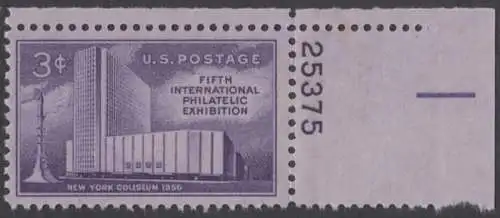 3¢
U.S. POSTAGE
FIFTH
INTERNATIONAL
PHILATELIC
EXHIBITION
NEW YORK COLISEUM 1956
25375